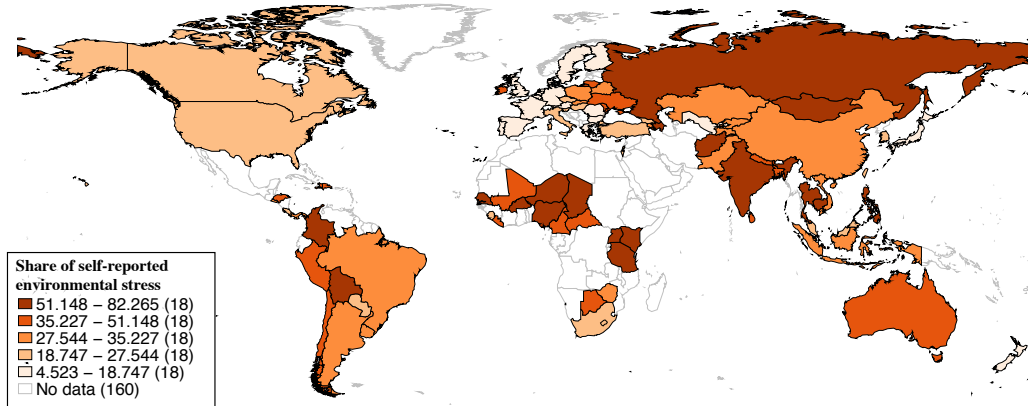 Share of self-reported
environmental stress
51.148 − 82.265 (18)
35.227 − 51.148 (18)
27.544 − 35.227 (18)
18.747 − 27.544 (18)
4.523 − 18.747 (18)
No data (160)